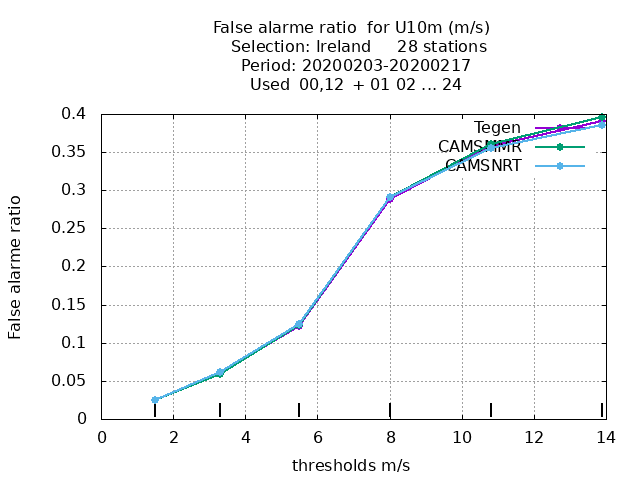 False alarme ratio  for U10m (m/s)
Selection: Ireland     28 stations
Period: 20200203-20200217
Used  00,12  + 01 02 ... 24
0.4
0.35
0.3
0.25
0.2
0.15
0.1
0.05
0
False alarme ratio
Tegen
CAMSNMR
CAMSNRT
0 2 4 6 8 10 12 14
thresholds m/s